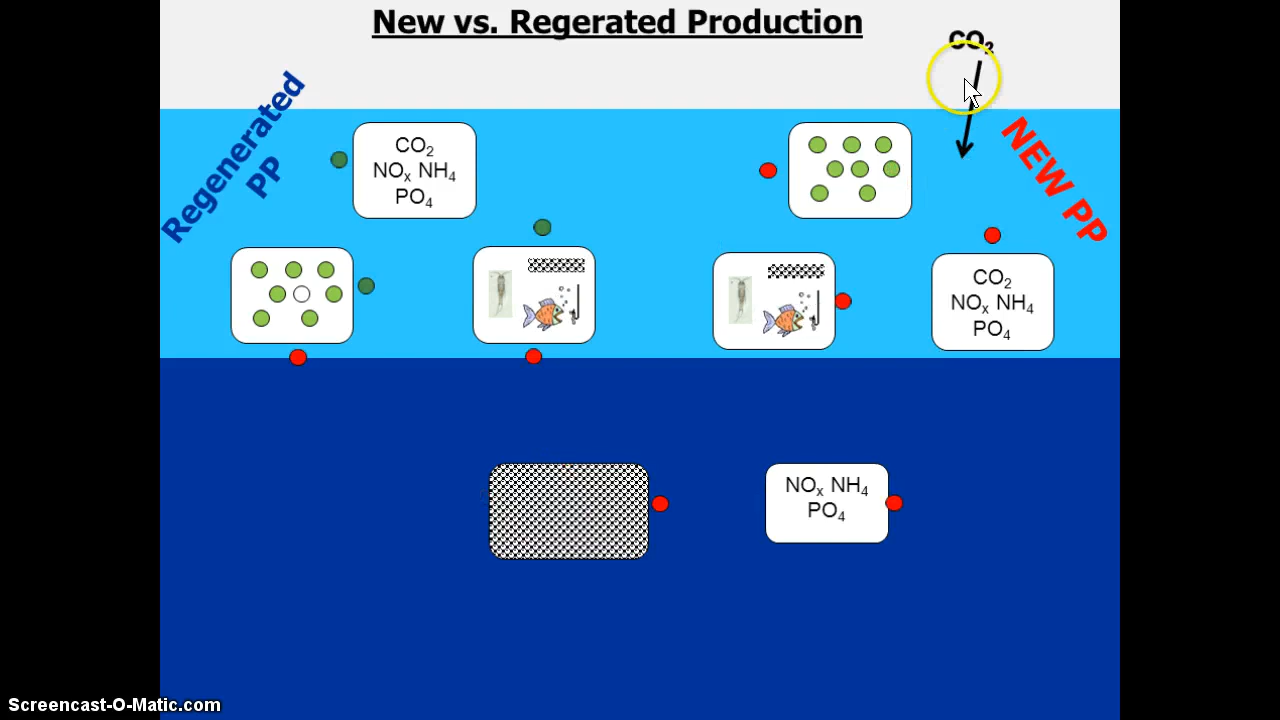 New vs. Regerated Production
CO₂
Regenerated
PP
NEW PP
CO₂
NOₓ NH₄
PO₄
CO₂
NOₓ NH₄
PO₄
NOₓ NH₄
PO₄
Screencast-O-Matic.com